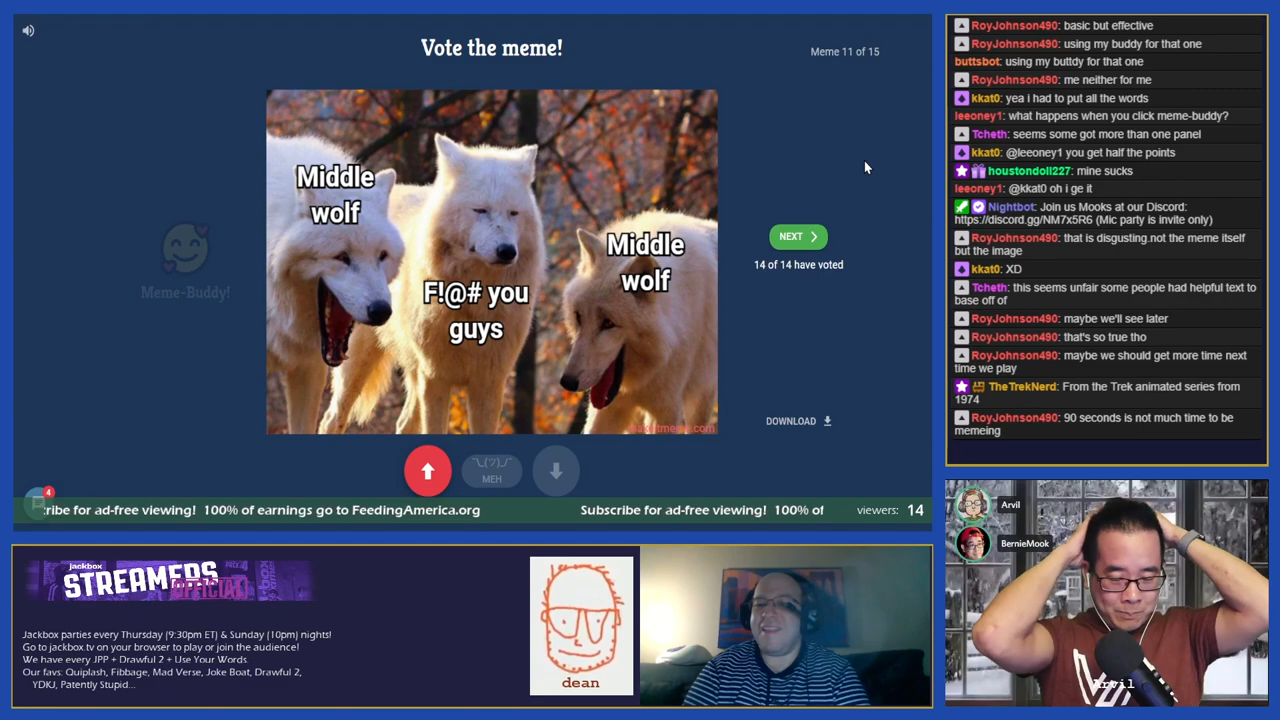 Vote the meme!
Meme 11 of 15
Middle
wolf
F!@# you
guys
Middle
wolf
Meme-Buddy!
NEXT
14 of 14 have voted
DOWNLOAD
¯\_(ツ)_/¯
MEH
4
ribe for ad-free viewing! 100% of earnings go to FeedingAmerica.org
Subscribe for ad-free viewing! 100% of
viewers: 14
RoyJohnson490: basic but effective
RoyJohnson490: using my buddy for that one
buttsbot: using my buttdy for that one
RoyJohnson490: me neither for me
kkat0: yea i had to put all the words
leeoney1: what happens when you click meme-buddy?
Tcheth: seems some got more than one panel
kkat0: @leeoney1 you get half the points
houstondoll227: mine sucks
leeoney1: @kkat0 oh i ge it
Nightbot: Join us Mooks at our Discord:
https://discord.gg/NM7x5R6 (Mic party is invite only)
RoyJohnson490: that is disgusting.not the meme itself
but the image
kkat0: XD
Tcheth: this seems unfair some people had helpful text to
base off of
RoyJohnson490: maybe we'll see later
RoyJohnson490: that's so true tho
RoyJohnson490: maybe we should get more time next
time we play
TheTrekNerd: From the Trek animated series from
1974
RoyJohnson490: 90 seconds is not much time to be
memeing
jackbox
STREAMERS
OFFICIAL
Jackbox parties every Thursday (9:30pm ET) & Sunday (10pm) nights!
Go to jackbox.tv on your browser to play or join the audience!
We have every JPP + Drawful 2 + Use Your Words
Our favs: Quiplash, Fibbage, Mad Verse, Joke Boat, Drawful 2,
YDKJ, Patently Stupid...
dean
Arvil
BernieMook
Arvil